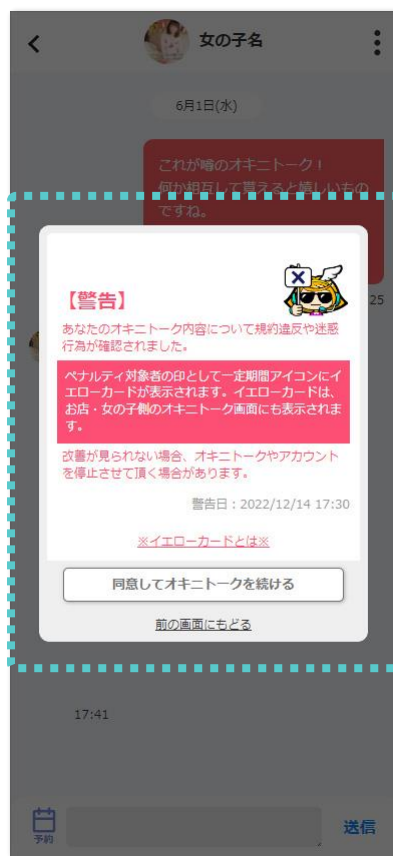 女の子名
6月1日(水)
これが噂のオキニトーク！
何か相互して貰えると嬉しいもの
ですね。
25
【警告】
あなたのオキニトーク内容について規約違反や迷惑
行為が確認されました。
ペナルティ対象者の印として一定期間アイコンにイ
エローカードが表示されます。イエローカードは、
お店・女の子側のオキニトーク画面にも表示されま
す。
改善が見られない場合、オキニトークやアカウント
を停止させて頂く場合があります。
警告日：2022/12/14 17:30
※イエローカードとは※
同意してオキニトークを続ける
前の画面にもどる
17:41
予約
送信